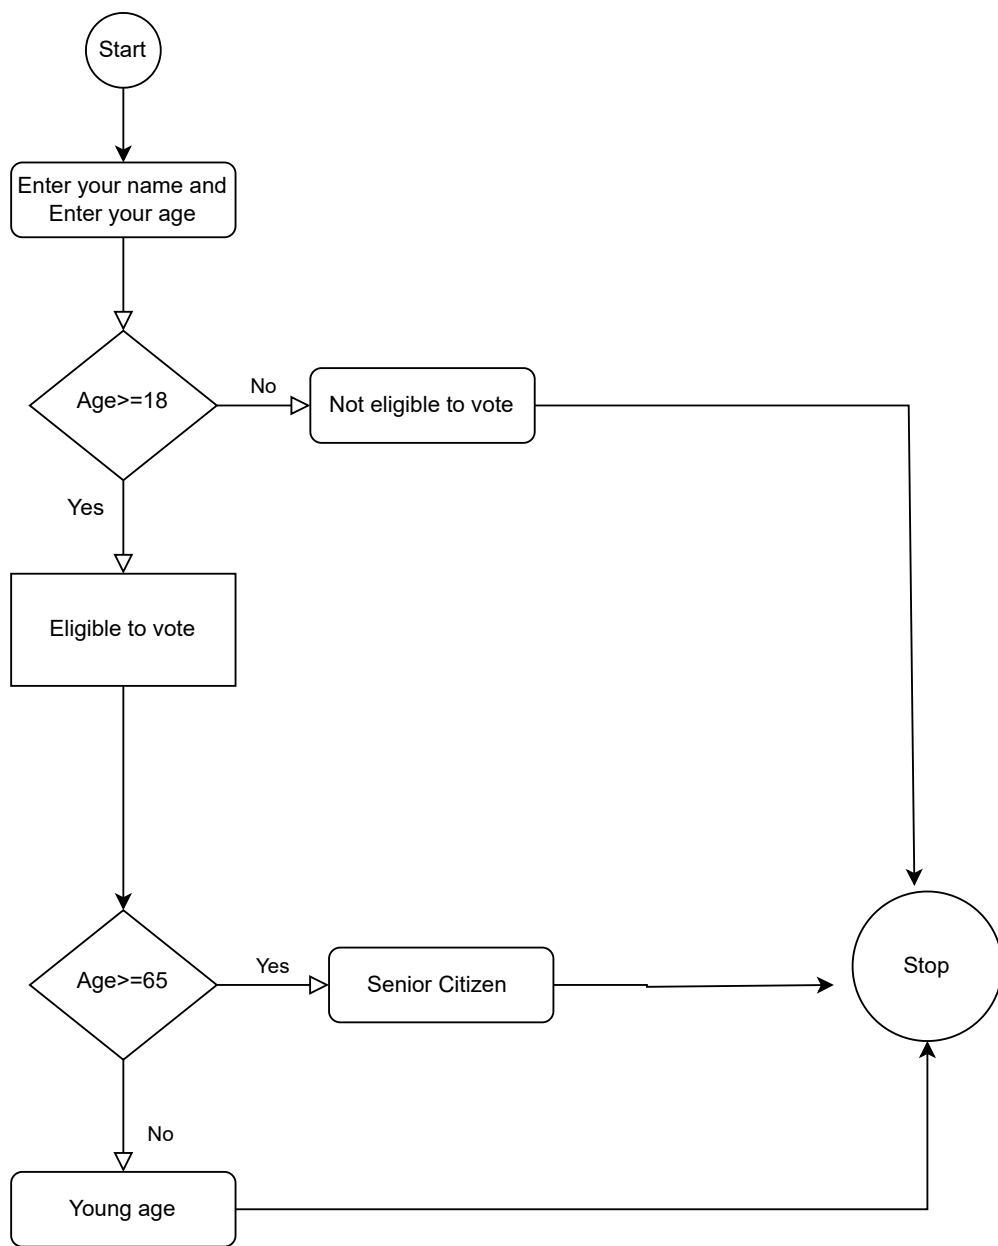 Start
Enter your name and
Enter your age
Age>=18
No
Not eligible to vote
Yes
Eligible to vote
Age>=65
Yes
Senior Citizen
Stop
No
Young age